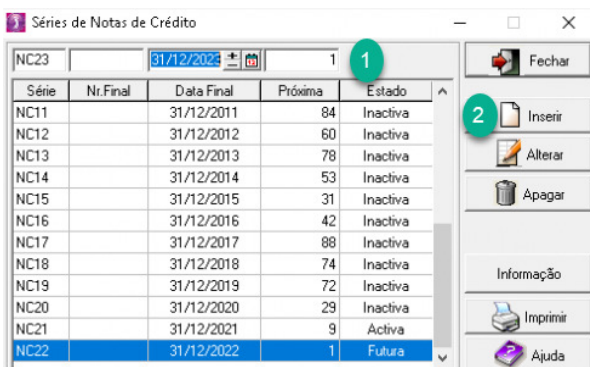 Séries de Notas de Crédito
NC23 31/12/2023 1 1 Fechar
Série Nr.Final Data Final Próxima Estado
NC11 31/12/2011 84 Inactiva 2 Inserir
NC12 31/12/2012 60 Inactiva
NC13 31/12/2013 78 Inactiva Alterar
NC14 31/12/2014 53 Inactiva
NC15 31/12/2015 31 Inactiva Apagar
NC16 31/12/2016 42 Inactiva
NC17 31/12/2017 88 Inactiva
NC18 31/12/2018 74 Inactiva Informação
NC19 31/12/2019 72 Inactiva
NC20 31/12/2020 29 Inactiva Imprimir
NC21 31/12/2021 9 Activa
NC22 31/12/2022 1 Futura Ajuda